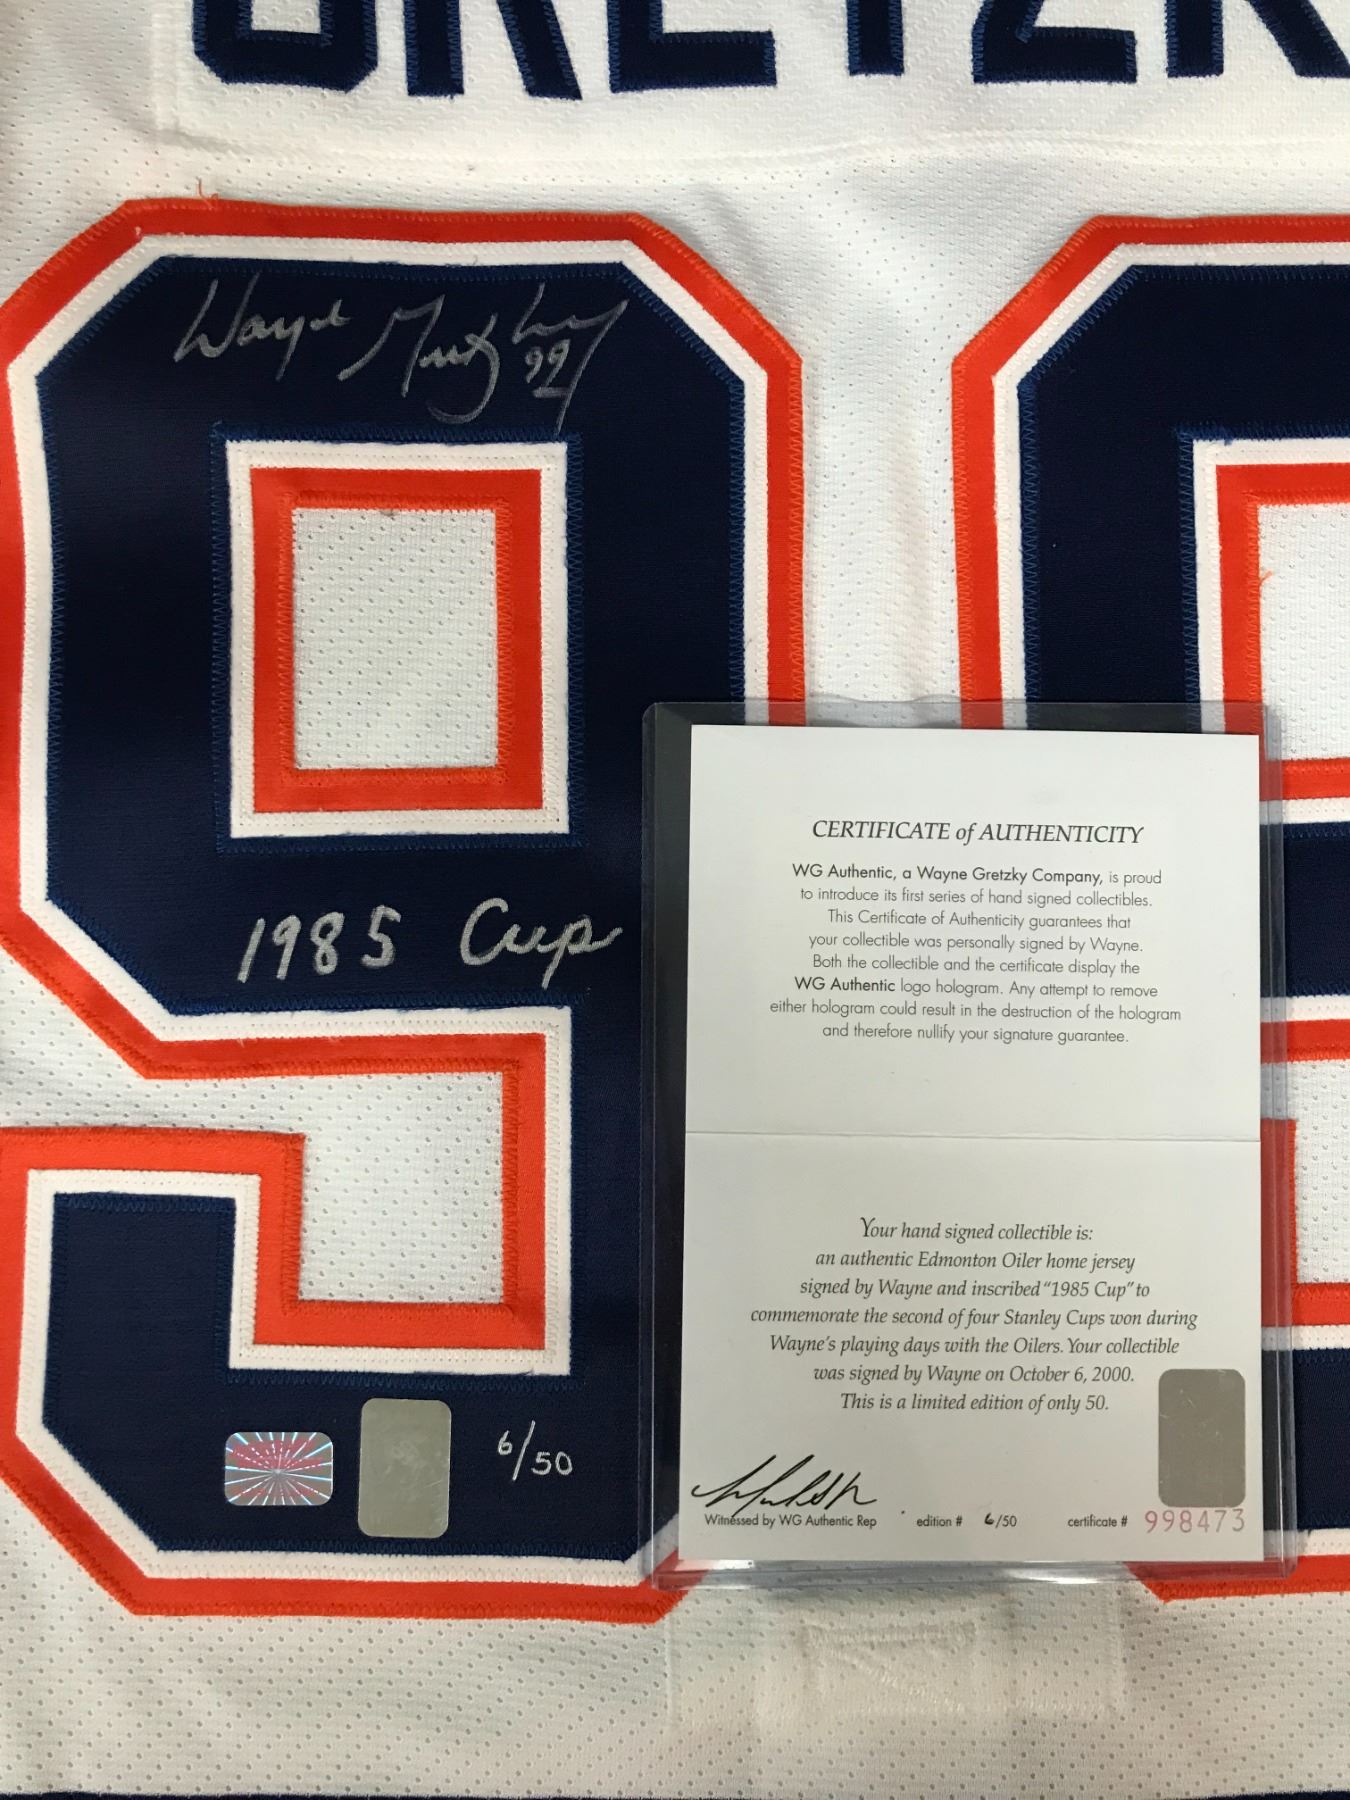 GRETZK
Wayne Gretzky
99
9
1985 Cup
6/50
CERTIFICATE of AUTHENTICITY
WG Authentic, a Wayne Gretzky Company, is proud
to introduce its first series of hand signed collectibles.
This Certificate of Authenticity guarantees that
your collectible was personally signed by Wayne.
Both the collectible and the certificate display the
WG Authentic logo hologram. Any attempt to remove
either hologram could result in the destruction of the hologram
and therefore nullify your signature guarantee.
Your hand signed collectible is:
an authentic Edmonton Oiler home jersey
signed by Wayne and inscribed "1985 Cup" to
commemorate the second of four Stanley Cups won during
Wayne's playing days with the Oilers. Your collectible
was signed by Wayne on October 6, 2000.
This is a limited edition of only 50.
Witnessed by WG Authentic Rep edition # 6/50 certificate # 998473